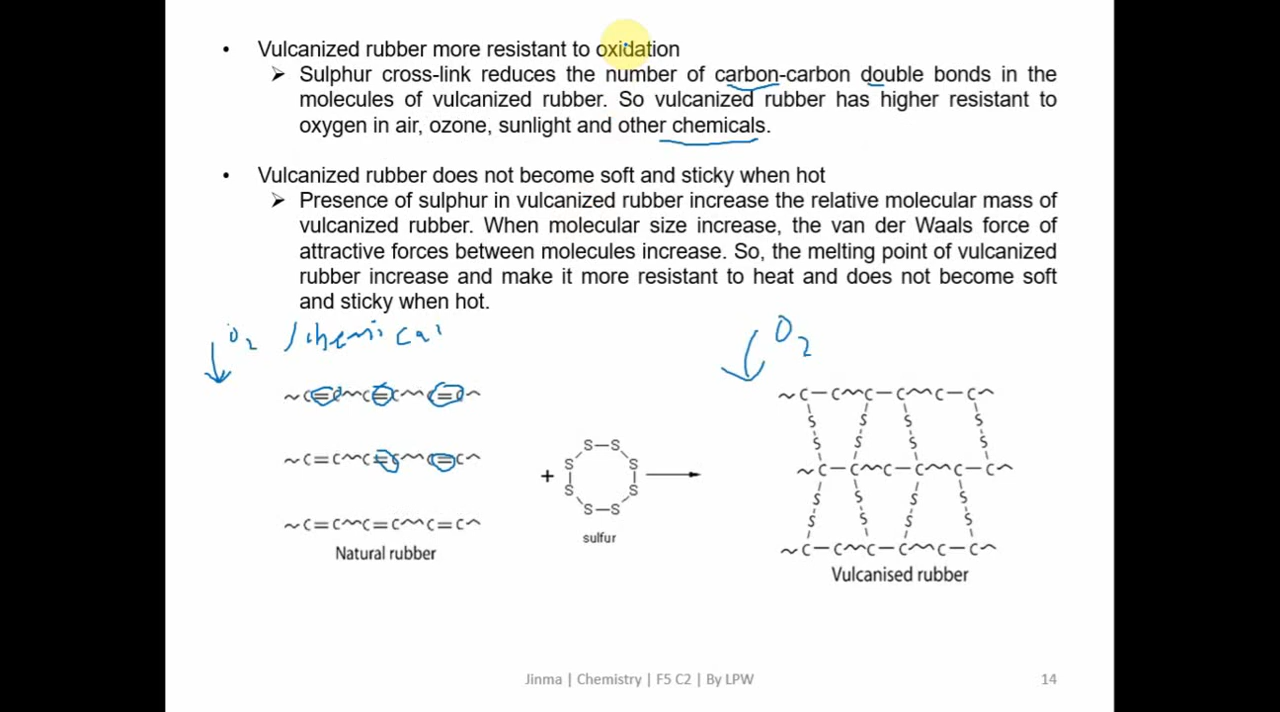 • Vulcanized rubber more resistant to oxidation
➢ Sulphur cross-link reduces the number of carbon-carbon double bonds in the
molecules of vulcanized rubber. So vulcanized rubber has higher resistant to
oxygen in air, ozone, sunlight and other chemicals.
• Vulcanized rubber does not become soft and sticky when hot
➢ Presence of sulphur in vulcanized rubber increase the relative molecular mass of
vulcanized rubber. When molecular size increase, the van der Waals force of
attractive forces between molecules increase. So, the melting point of vulcanized
rubber increase and make it more resistant to heat and does not become soft
and sticky when hot.
O2 / chemical
O2
~C=C~C=C~C=C~
~C=C~C=C~C=C~
~C=C~C=C~C=C~
Natural rubber
+
S—S
S S
S S
S—S
sulfur
~C—C~C—C~C—C~
S S S S
S S S S
~C—C~C—C~C—C~
S S S S
S S S S
~C—C~C—C~C—C~
Vulcanised rubber
Jinma | Chemistry | F5 C2 | By LPW
14